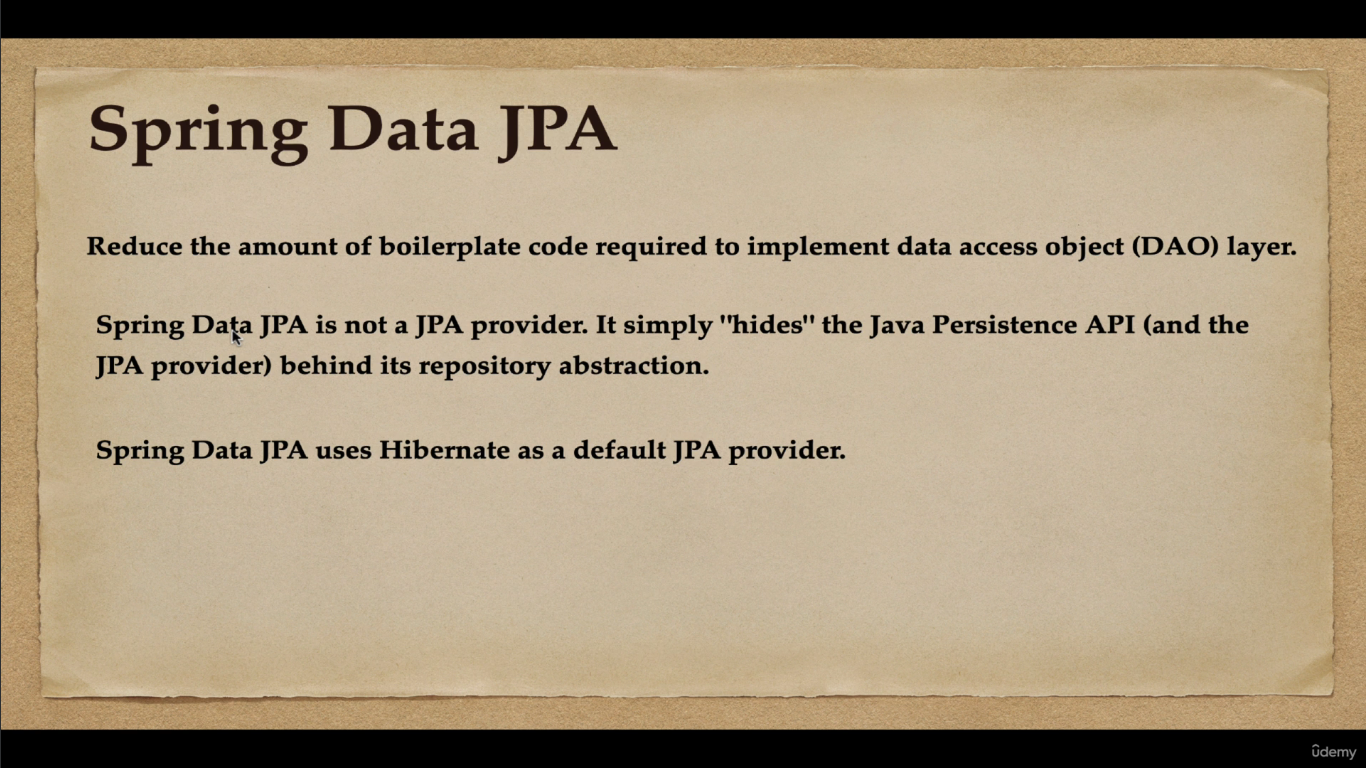 Spring Data JPA
Reduce the amount of boilerplate code required to implement data access object (DAO) layer.
Spring Data JPA is not a JPA provider. It simply "hides" the Java Persistence API (and the
JPA provider) behind its repository abstraction.
Spring Data JPA uses Hibernate as a default JPA provider.
ûdemy